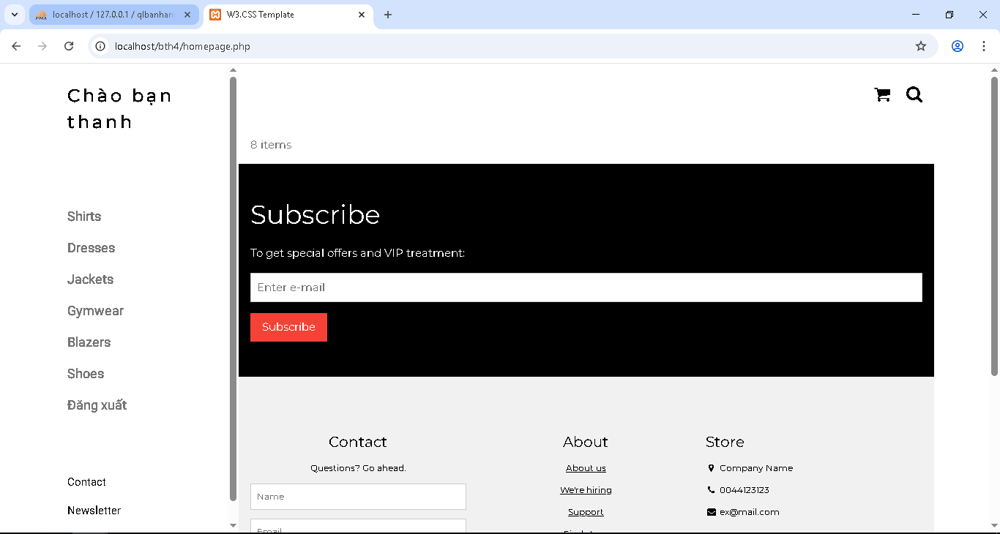 localhost / 127.0.0.1 / qlbanhan
W3.CSS Template
localhost/bth4/homepage.php
Chào bạn
thanh
8 items
Shirts
Dresses
Jackets
Gymwear
Blazers
Shoes
Đăng xuất
Contact
Newsletter
Subscribe
To get special offers and VIP treatment:
Enter e-mail
Subscribe
Contact
Questions? Go ahead.
Name
Email
About
About us
We're hiring
Support
Store
Company Name
0044123123
ex@mail.com